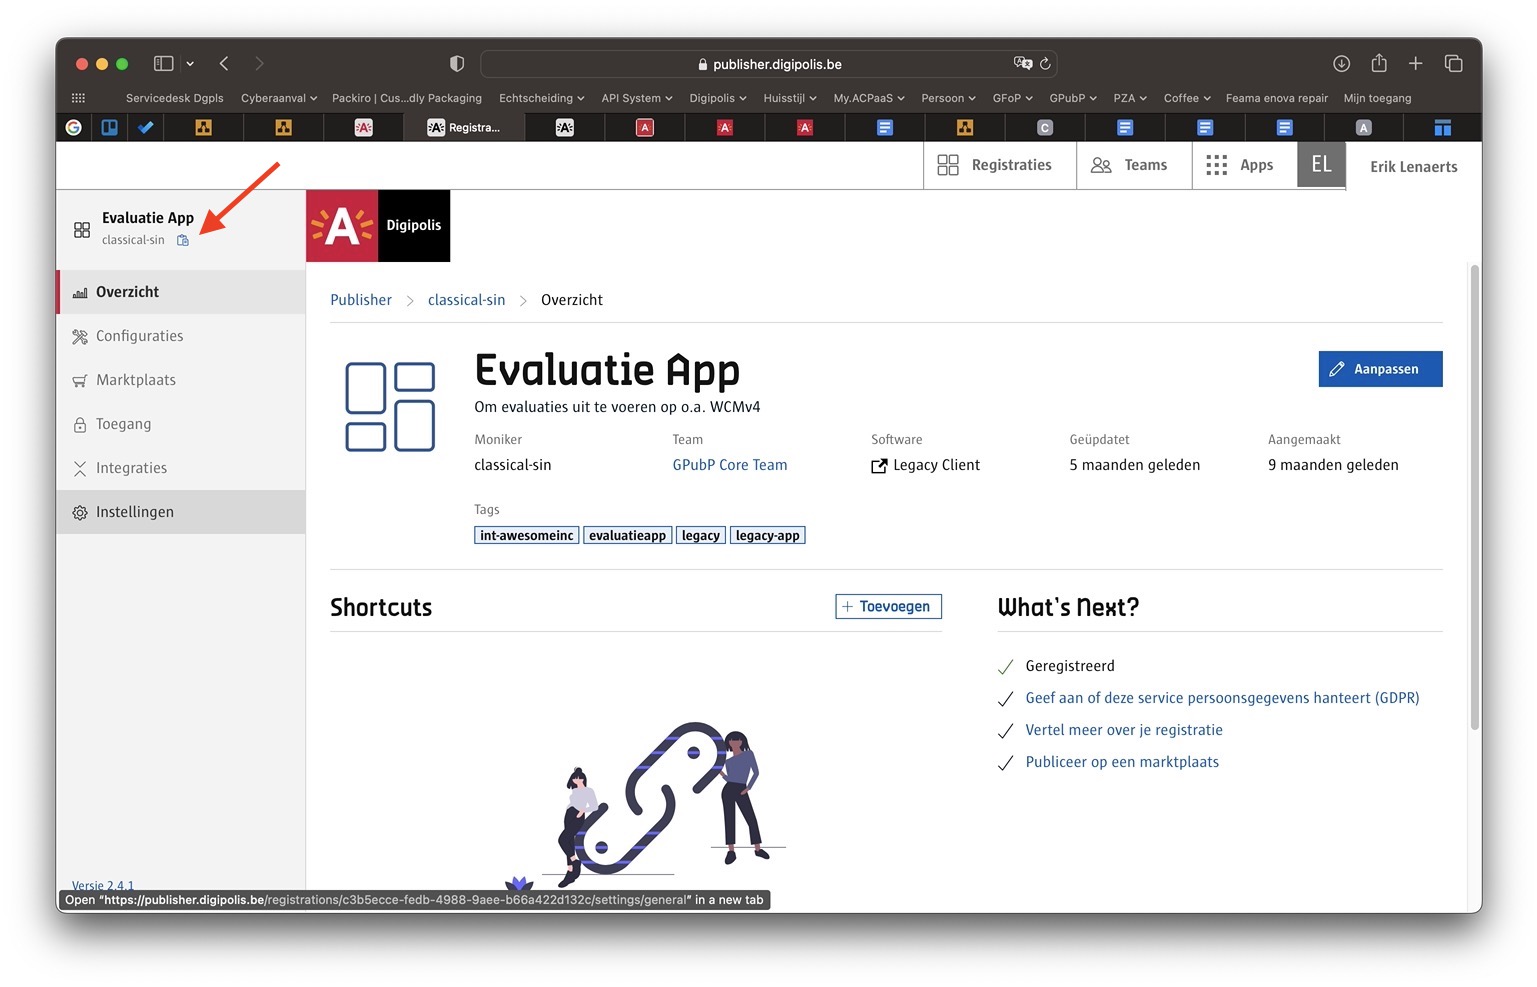 publisher.digipolis.be
Servicedesk Dgpls Cyberaanval Packiro | Cus...dly Packaging Echtscheiding API System Digipolis Huisstijl My.ACPaaS Persoon GFoP GPubP PZA Coffee Feama enova repair Mijn toegang
G A A Registra... A A A A C A
Registraties Teams Apps EL Erik Lenaerts
Evaluatie App
classical-sin
A Digipolis
Overzicht
Configuraties
Marktplaats
Toegang
Integraties
Instellingen
Publisher > classical-sin > Overzicht
Evaluatie App
Aanpassen
Om evaluaties uit te voeren op o.a. WCMv4
Moniker Team Software Geüpdatet Aangemaakt
classical-sin GPubP Core Team Legacy Client 5 maanden geleden 9 maanden geleden
Tags
int-awesomeinc evaluatieapp legacy legacy-app
Shortcuts
+ Toevoegen
What's Next?
Geregistreerd
Geef aan of deze service persoonsgegevens hanteert (GDPR)
Vertel meer over je registratie
Publiceer op een marktplaats
Versie 2.4.1
Open "https://publisher.digipolis.be/registrations/c3b5ecce-fedb-4988-9aee-b66a422d132c/settings/general" in a new tab